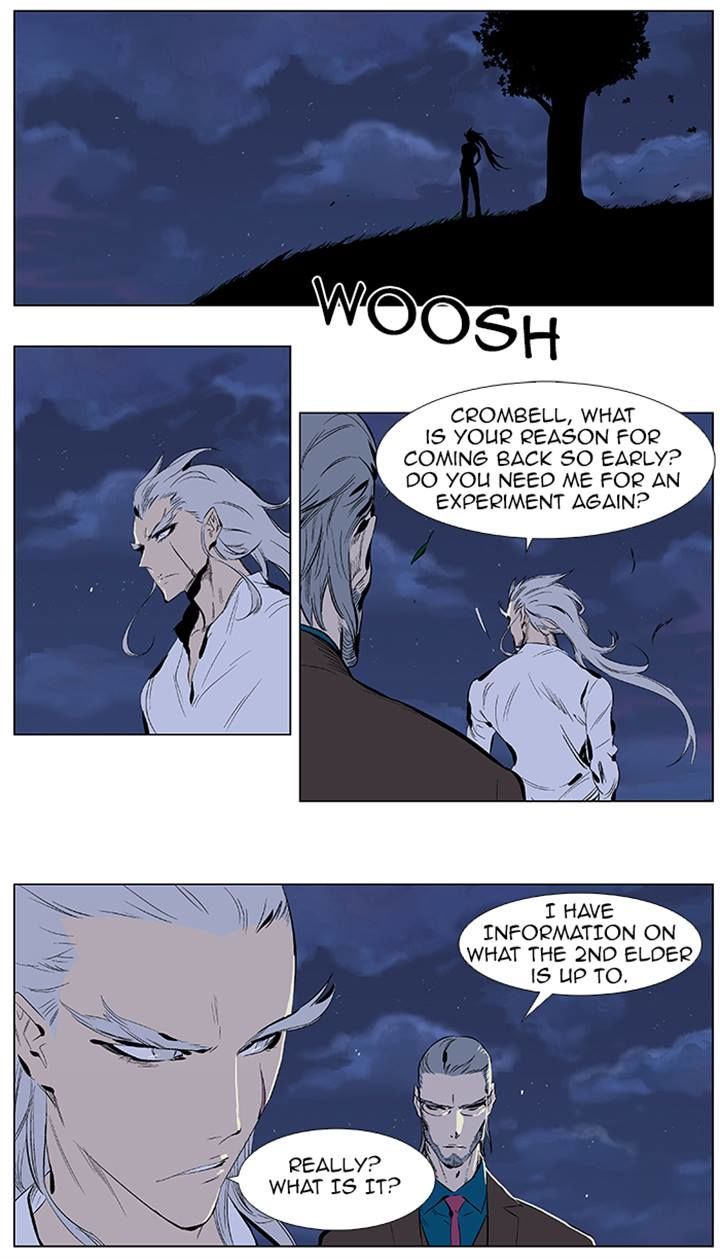 WOOSH
CROMBELL, WHAT
IS YOUR REASON FOR
COMING BACK SO EARLY?
DO YOU NEED ME FOR AN
EXPERIMENT AGAIN?
I HAVE
INFORMATION ON
WHAT THE 2ND ELDER
IS UP TO.
REALLY?
WHAT IS IT?